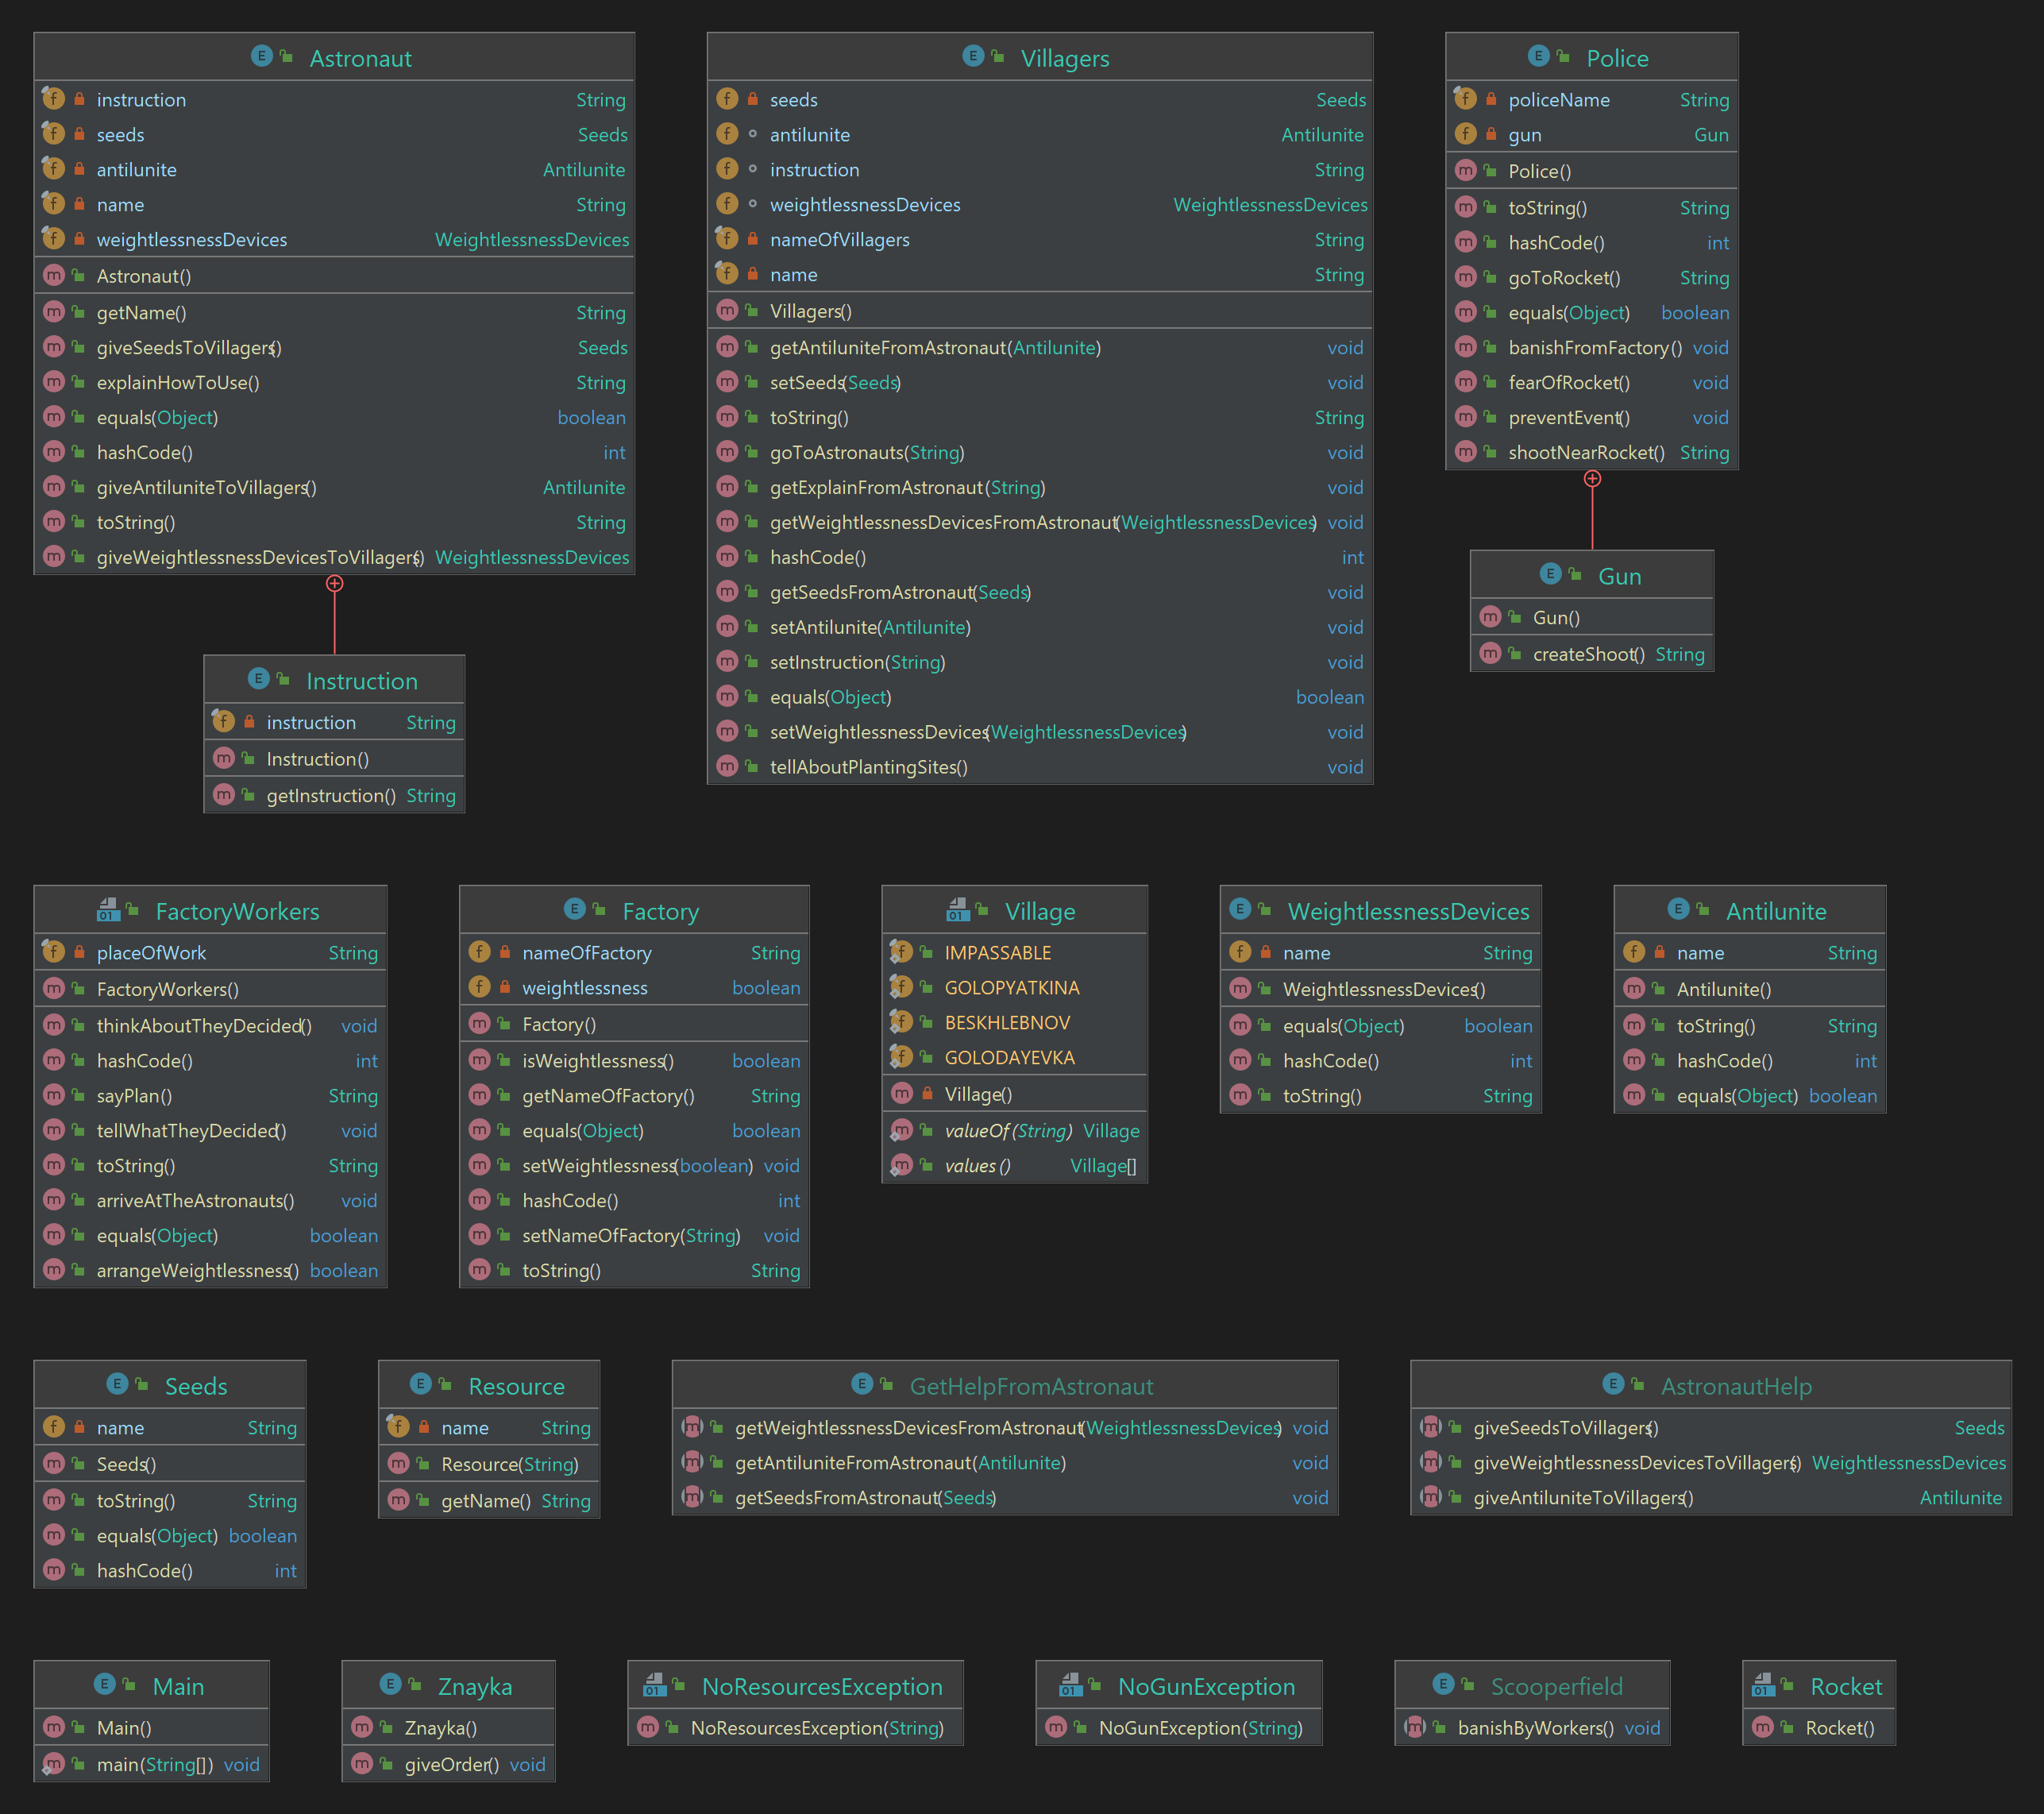 Astronaut
instruction String
seeds Seeds
antilunite Antilunite
name String
weightlessnessDevices WeightlessnessDevices
Astronaut()
getName() String
giveSeedsToVillagers() Seeds
explainHowToUse() String
equals(Object) boolean
hashCode() int
giveAntiluniteToVillagers() Antilunite
toString() String
giveWeightlessnessDevicesToVillagers() WeightlessnessDevices
Instruction
instruction String
Instruction()
getInstruction() String
Villagers
seeds Seeds
antilunite Antilunite
instruction String
weightlessnessDevices WeightlessnessDevices
nameOfVillagers String
name String
Villagers()
getAntiluniteFromAstronaut(Antilunite) void
setSeeds(Seeds) void
toString() String
goToAstronauts(String) void
getExplainFromAstronaut(String) void
getWeightlessnessDevicesFromAstronaut(WeightlessnessDevices) void
hashCode() int
getSeedsFromAstronaut(Seeds) void
setAntilunite(Antilunite) void
setInstruction(String) void
equals(Object) boolean
setWeightlessnessDevices(WeightlessnessDevices) void
tellAboutPlantingSites() void
Police
policeName String
gun Gun
Police()
toString() String
hashCode() int
goToRocket() String
equals(Object) boolean
banishFromFactory() void
fearOfRocket() void
preventEvent() void
shootNearRocket() String
Gun
Gun()
createShoot() String
FactoryWorkers
placeOfWork String
FactoryWorkers()
thinkAboutTheyDecided() void
hashCode() int
sayPlan() String
tellWhatTheyDecided() void
toString() String
arriveAtTheAstronauts() void
equals(Object) boolean
arrangeWeightlessness() boolean
Factory
nameOfFactory String
weightlessness boolean
Factory()
isWeightlessness() boolean
getNameOfFactory() String
equals(Object) boolean
setWeightlessness(boolean) void
hashCode() int
setNameOfFactory(String) void
toString() String
Village
IMPASSABLE
GOLOPYATKINA
BESKHLEBNOV
GOLODAYEVKA
Village()
valueOf(String) Village
values() Village[]
WeightlessnessDevices
name String
WeightlessnessDevices()
equals(Object) boolean
hashCode() int
toString() String
Antilunite
name String
Antilunite()
toString() String
hashCode() int
equals(Object) boolean
Seeds
name String
Seeds()
toString() String
equals(Object) boolean
hashCode() int
Resource
name String
Resource(String)
getName() String
GetHelpFromAstronaut
getWeightlessnessDevicesFromAstronaut(WeightlessnessDevices) void
getAntiluniteFromAstronaut(Antilunite) void
getSeedsFromAstronaut(Seeds) void
AstronautHelp
giveSeedsToVillagers() Seeds
giveWeightlessnessDevicesToVillagers() WeightlessnessDevices
giveAntiluniteToVillagers() Antilunite
Main
Main()
main(String[]) void
Znayka
Znayka()
giveOrder() void
NoResourcesException
NoResourcesException(String)
NoGunException
NoGunException(String)
Scooperfield
banishByWorkers() void
Rocket
Rocket()